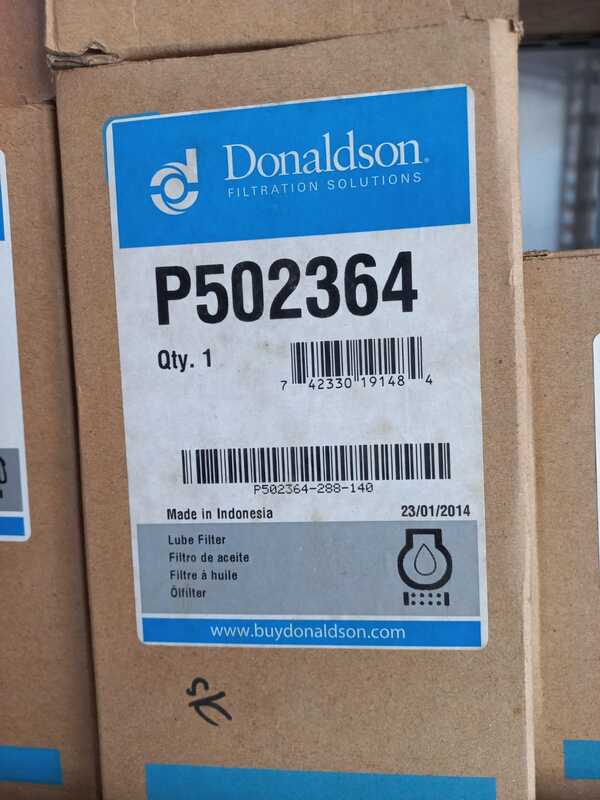 Donaldson®
FILTRATION SOLUTIONS
P502364
Qty. 1
7 42330 19148 4
P502364-288-140
Made in Indonesia 23/01/2014
Lube Filter
Filtro de aceite
Filtre à huile
Ölfilter
www.buydonaldson.com